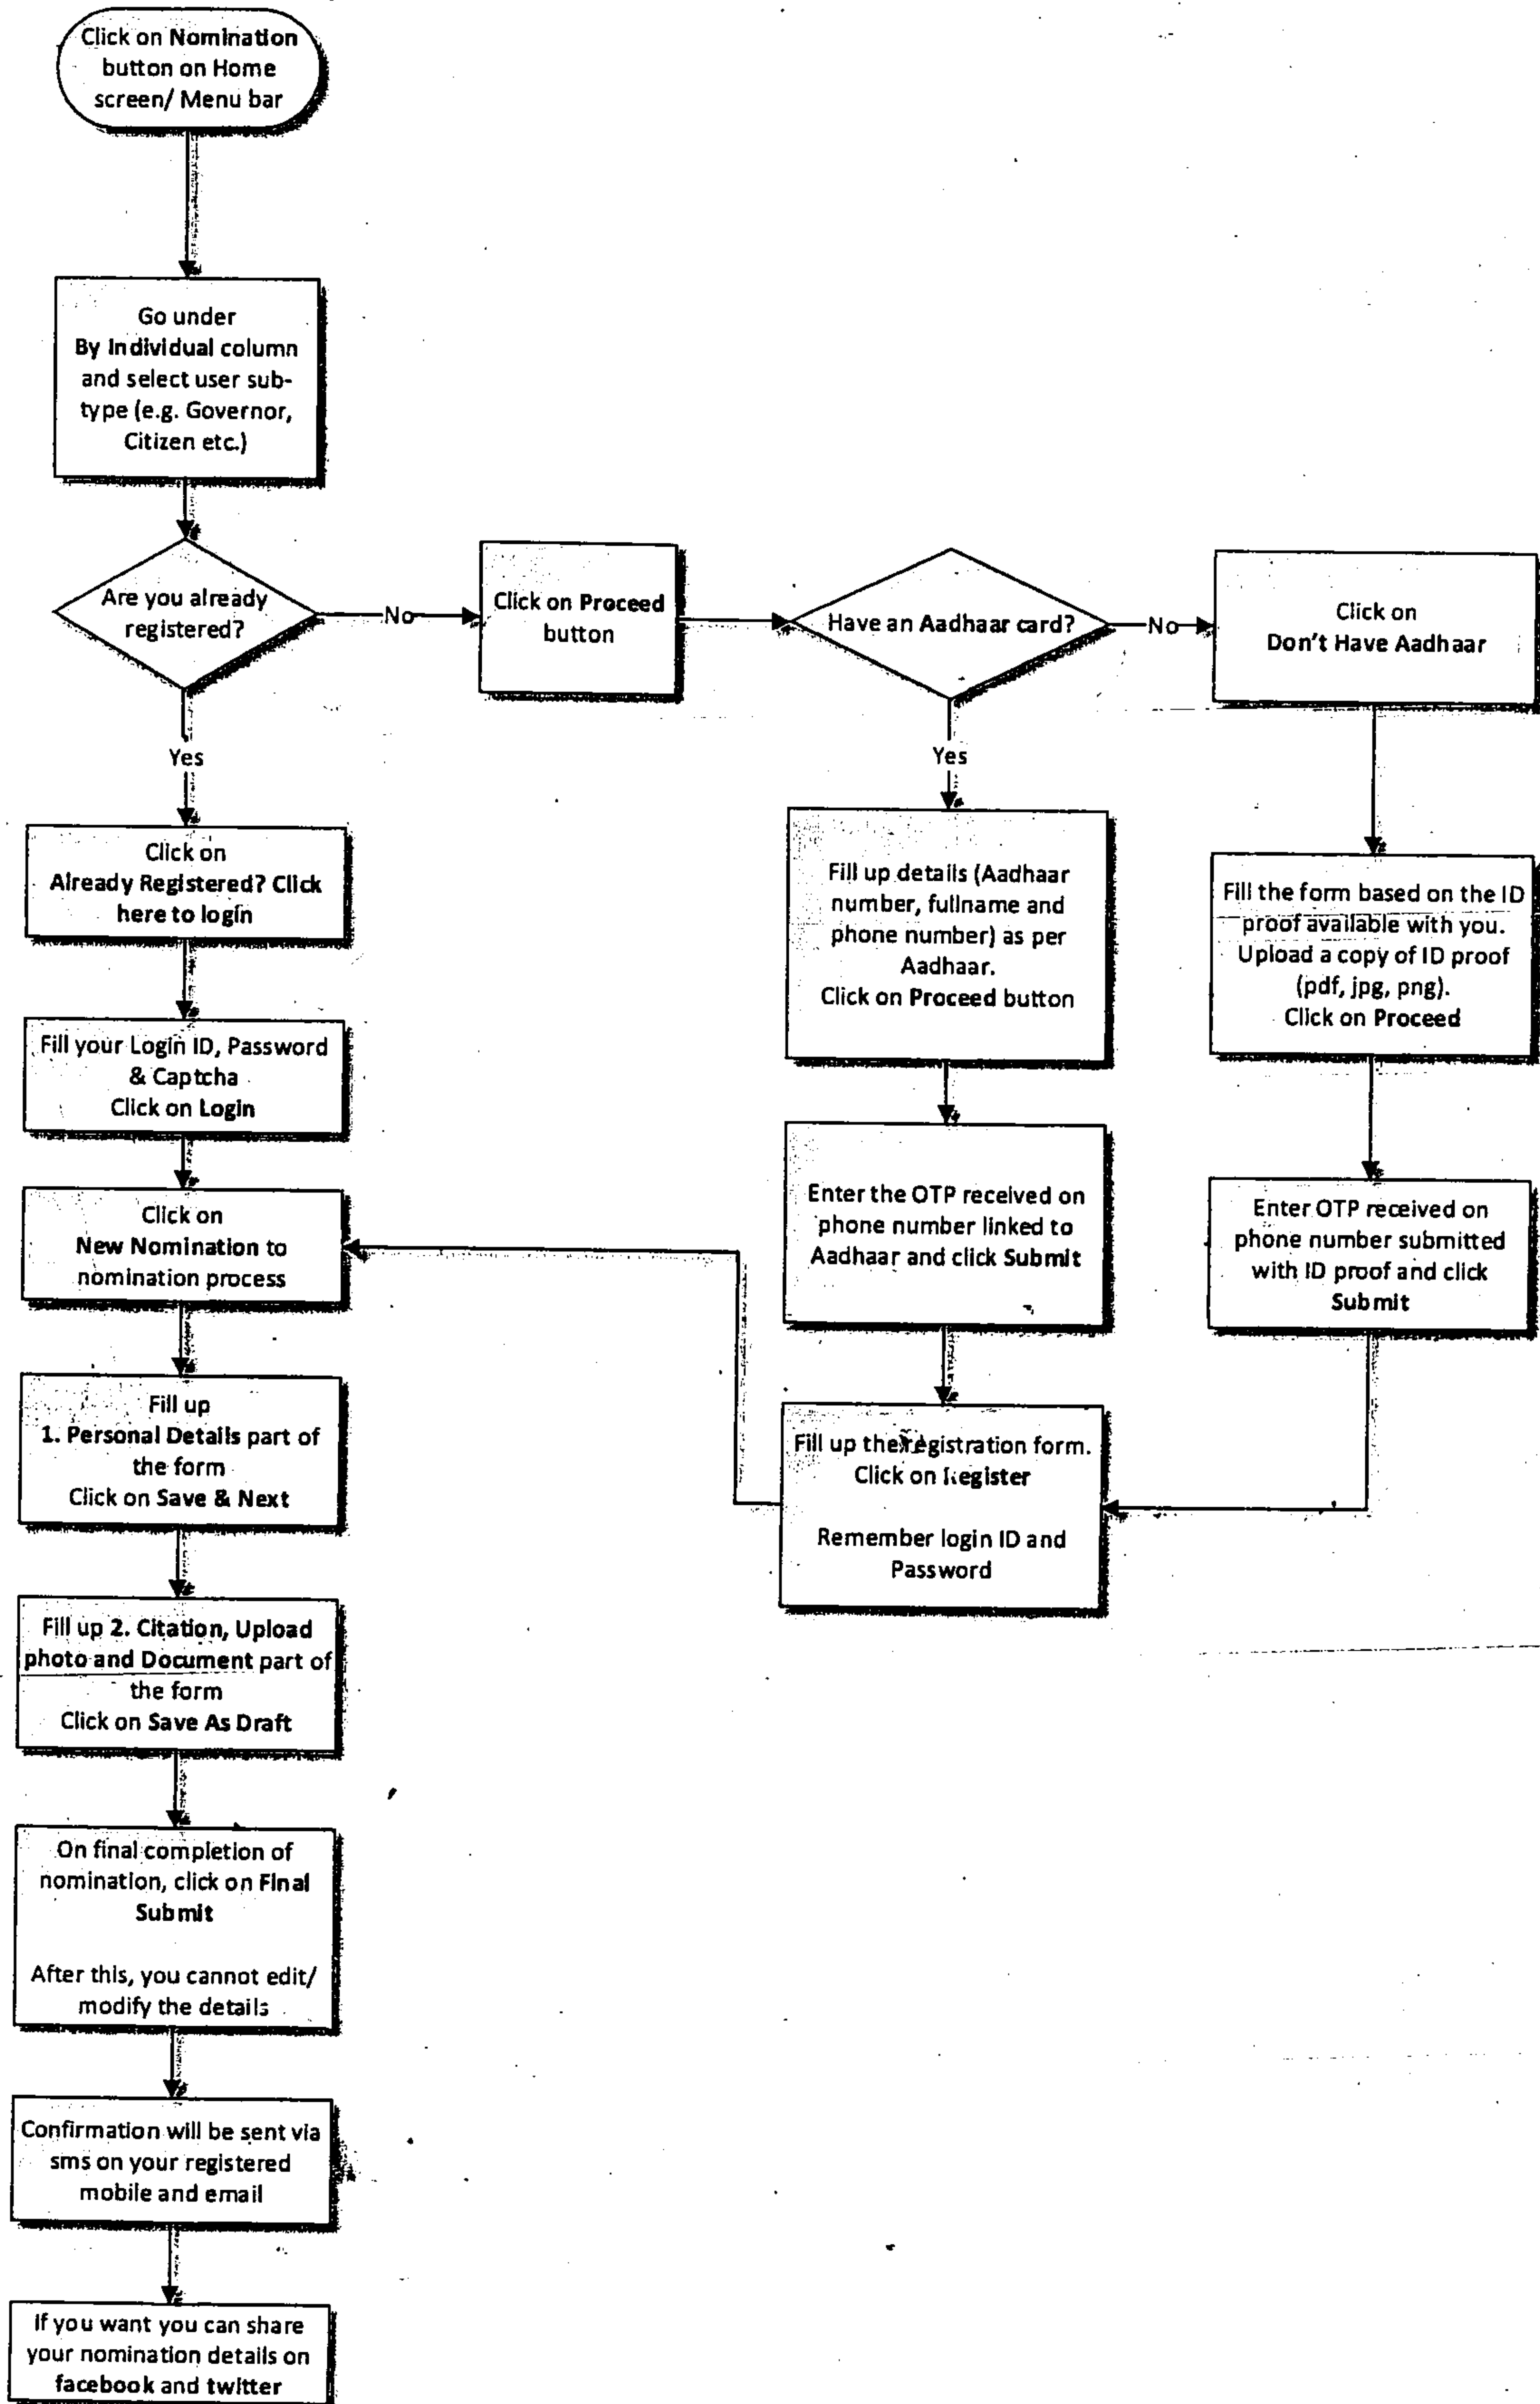 Click on Nomination
button on Home
screen/ Menu bar
Go under
By Individual column
and select user sub-
type (e.g. Governor,
Citizen etc.)
Are you already
registered?
No
Click on Proceed
button
Have an Aadhaar card?
No
Click on
Don't Have Aadhaar
Yes
Yes
Click on
Already Registered? Click
here to login
Fill up details (Aadhaar
number, fullname and
phone number) as per
Aadhaar.
Click on Proceed button
Fill the form based on the ID
proof available with you.
Upload a copy of ID proof
(pdf, jpg, png).
Click on Proceed
Fill your Login ID, Password
& Captcha
Click on Login
Enter the OTP received on
phone number linked to
Aadhaar and click Submit
Enter OTP received on
phone number submitted
with ID proof and click
Submit
Click on
New Nomination to
nomination process
Fill up
1. Personal Details part of
the form
Click on Save & Next
Fill up the registration form.
Click on Register
Remember login ID and
Password
Fill up 2. Citation, Upload
photo and Document part of
the form
Click on Save As Draft
On final completion of
nomination, click on Final
Submit
After this, you cannot edit/
modify the details
Confirmation will be sent via
sms on your registered
mobile and email
If you want you can share
your nomination details on
facebook and twitter